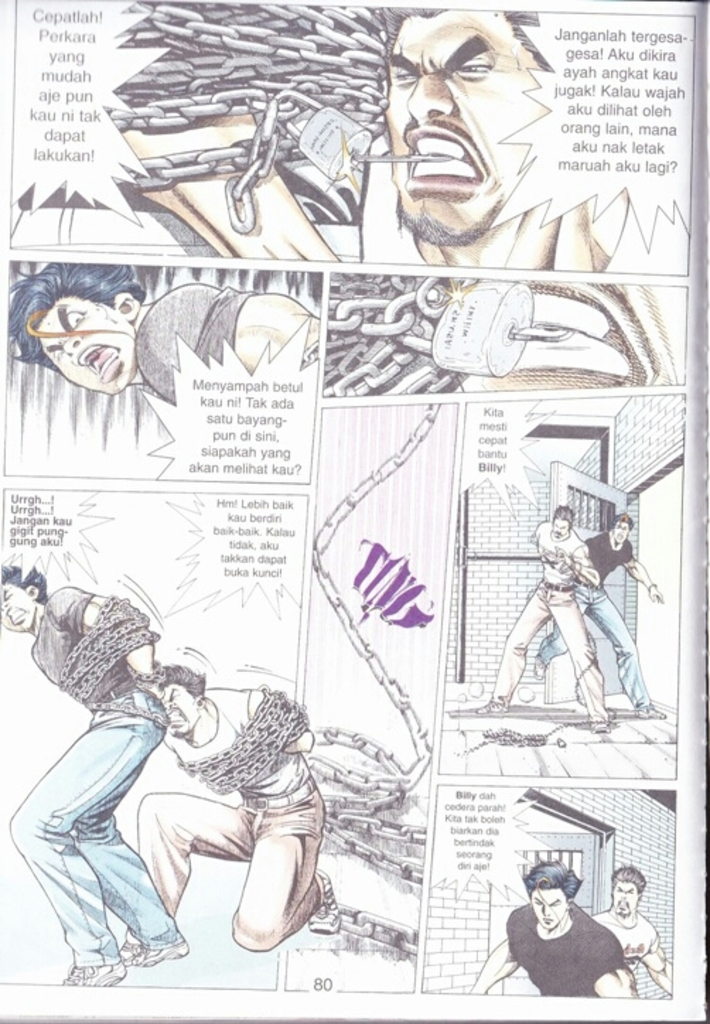 Cepatlah!
Perkara
yang
mudah
aje pun
kau ni tak
dapat
lakukan!
Janganlah tergesa-
gesa! Aku dikira
ayah angkat kau
jugak! Kalau wajah
aku dilihat oleh
orang lain, mana
aku nak letak
maruah aku lagi?
Menyampah betul
kau ni! Tak ada
satu bayang-
pun di sini,
siapakah yang
akan melihat kau?
Kita
mesti
cepat
bantu
Billy!
Urrgh...!
Urrgh...!
Jangan kau
gigit pung-
gung aku!
Hm! Lebih baik
kau berdiri
baik-baik. Kalau
tidak, aku
takkan dapat
buka kunci!
Billy dah
cedera parah!
Kita tak boleh
biarkan dia
bertindak
seorang
diri aje!
80